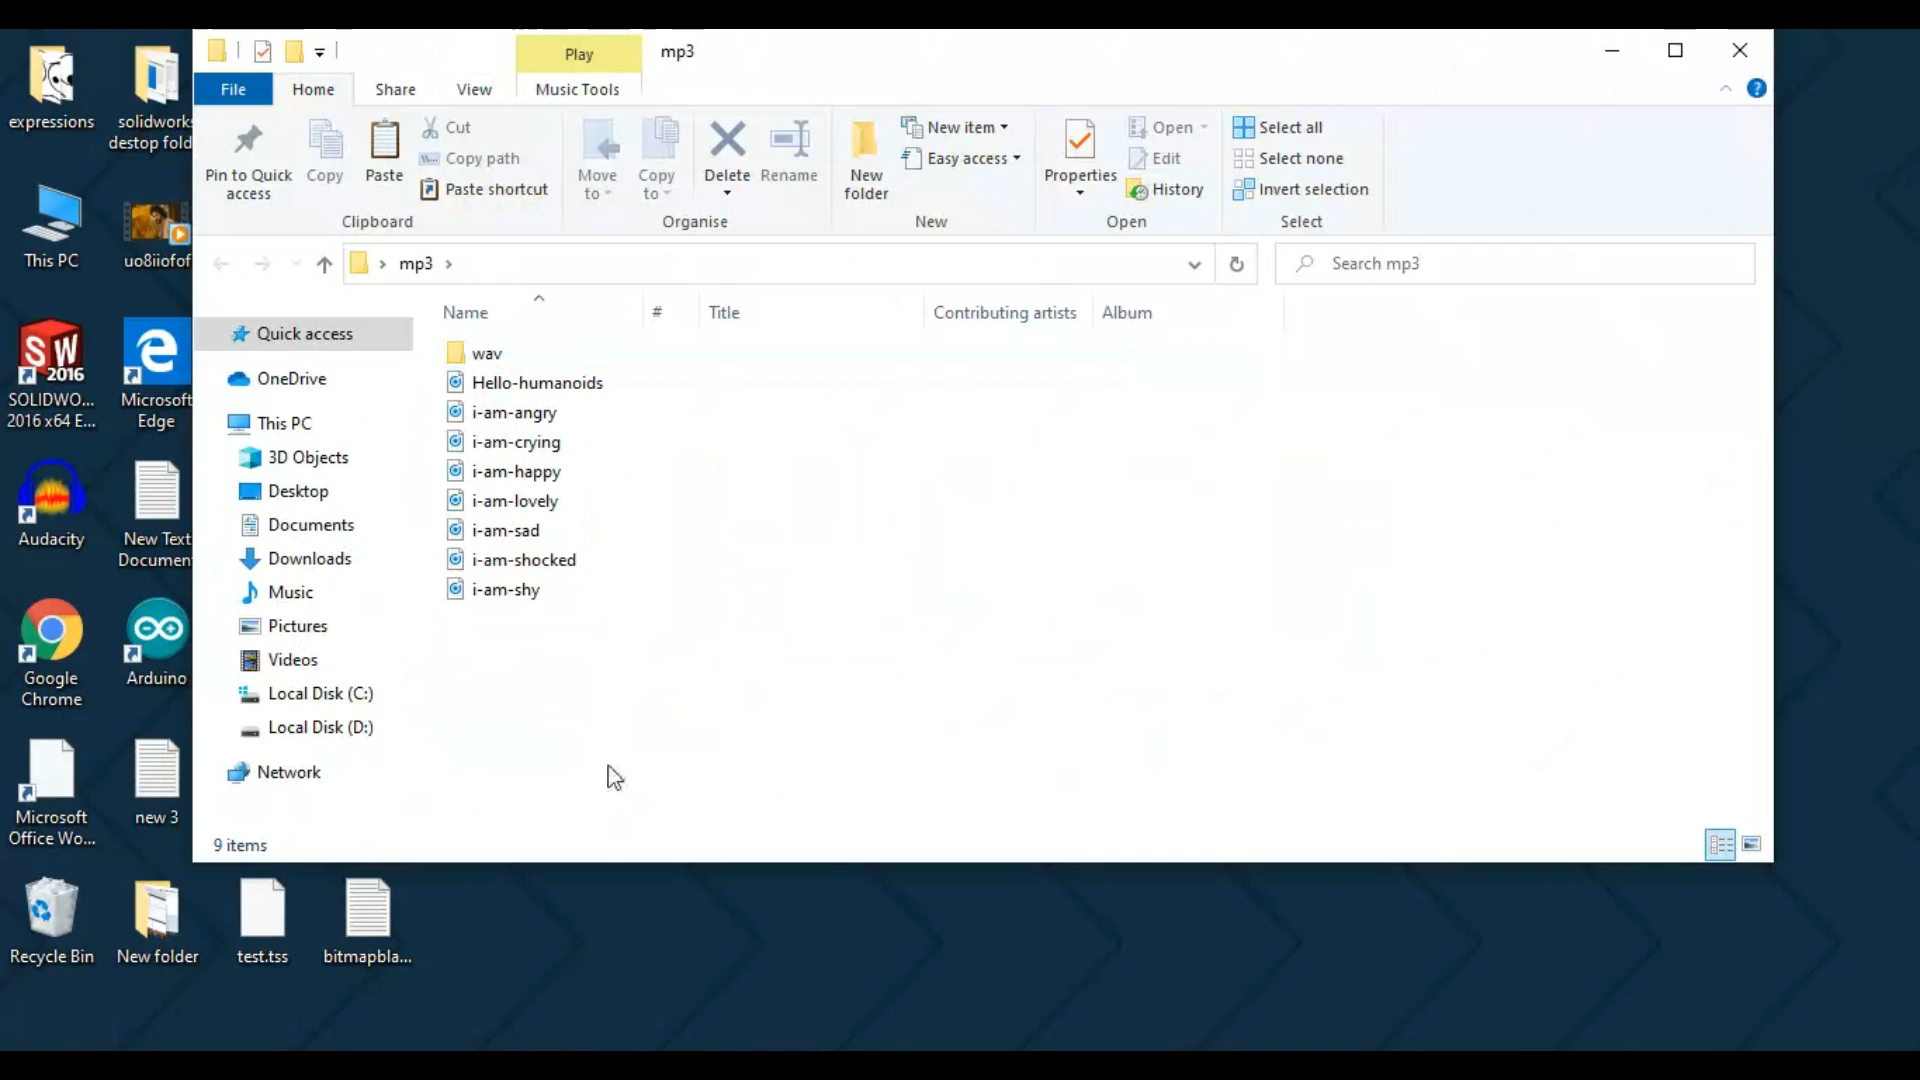 Play
mp3
File
Home
Share
View
Music Tools
Pin to Quick
access
Copy
Paste
Cut
Copy path
Paste shortcut
Clipboard
Move
to
Copy
to
Delete
Rename
Organise
New
folder
New item
Easy access
New
Properties
Open
Edit
History
Open
Select all
Select none
Invert selection
Select
mp3
Search mp3
Name
#
Title
Contributing artists
Album
Quick access
OneDrive
This PC
3D Objects
Desktop
Documents
Downloads
Music
Pictures
Videos
Local Disk (C:)
Local Disk (D:)
Network
wav
Hello-humanoids
i-am-angry
i-am-crying
i-am-happy
i-am-lovely
i-am-sad
i-am-shocked
i-am-shy
9 items
expressions
solidworks
destop fold
This PC
uo8iiofof
SW
2016
SOLIDWO...
2016 x64 E...
Microsoft
Edge
Audacity
New Text
Document
Google
Chrome
Arduino
Microsoft
Office Wo...
new 3
Recycle Bin
New folder
test.tss
bitmapbla...